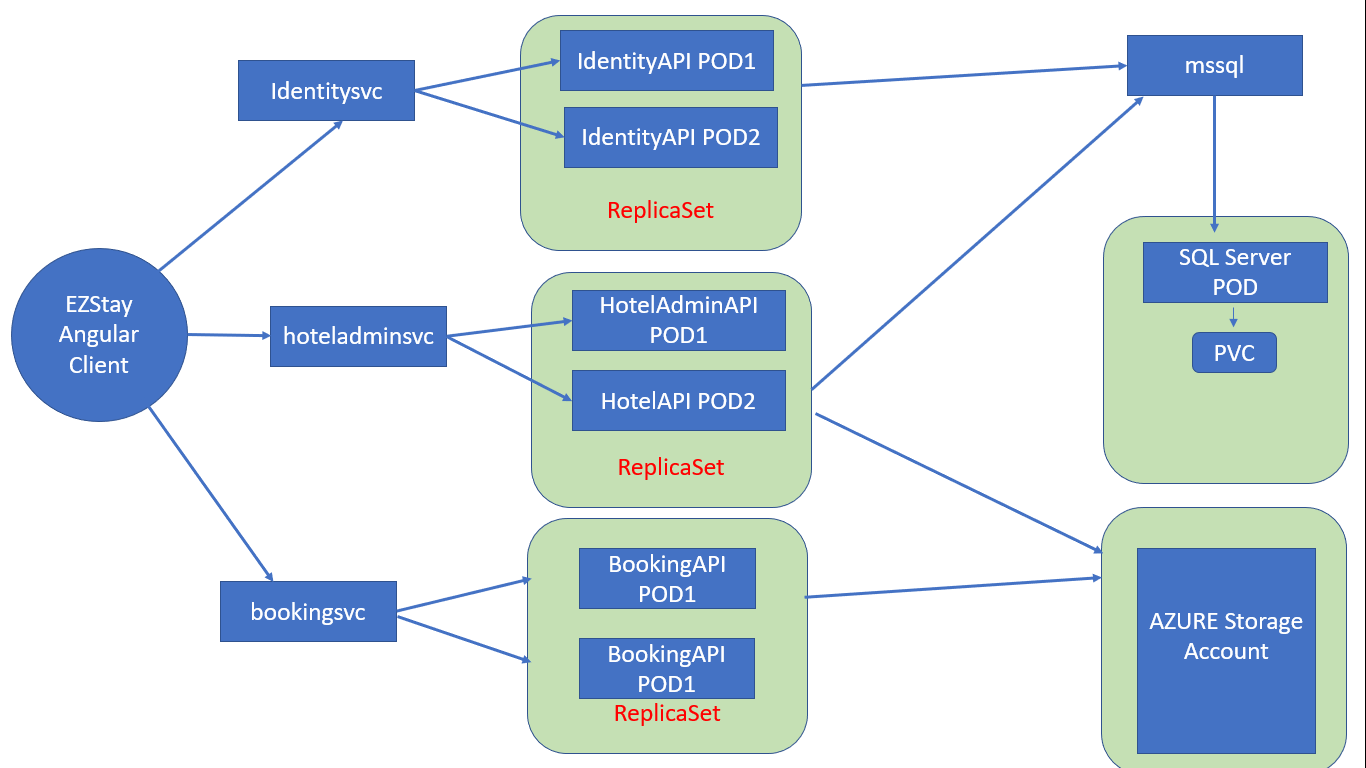 EZStay
Angular
Client
Identitysvc
IdentityAPI POD1
IdentityAPI POD2
ReplicaSet
hoteladminsvc
HotelAdminAPI
POD1
HotelAPI POD2
ReplicaSet
bookingsvc
BookingAPI
POD1
BookingAPI
POD1
ReplicaSet
mssql
SQL Server
POD
PVC
AZURE Storage
Account